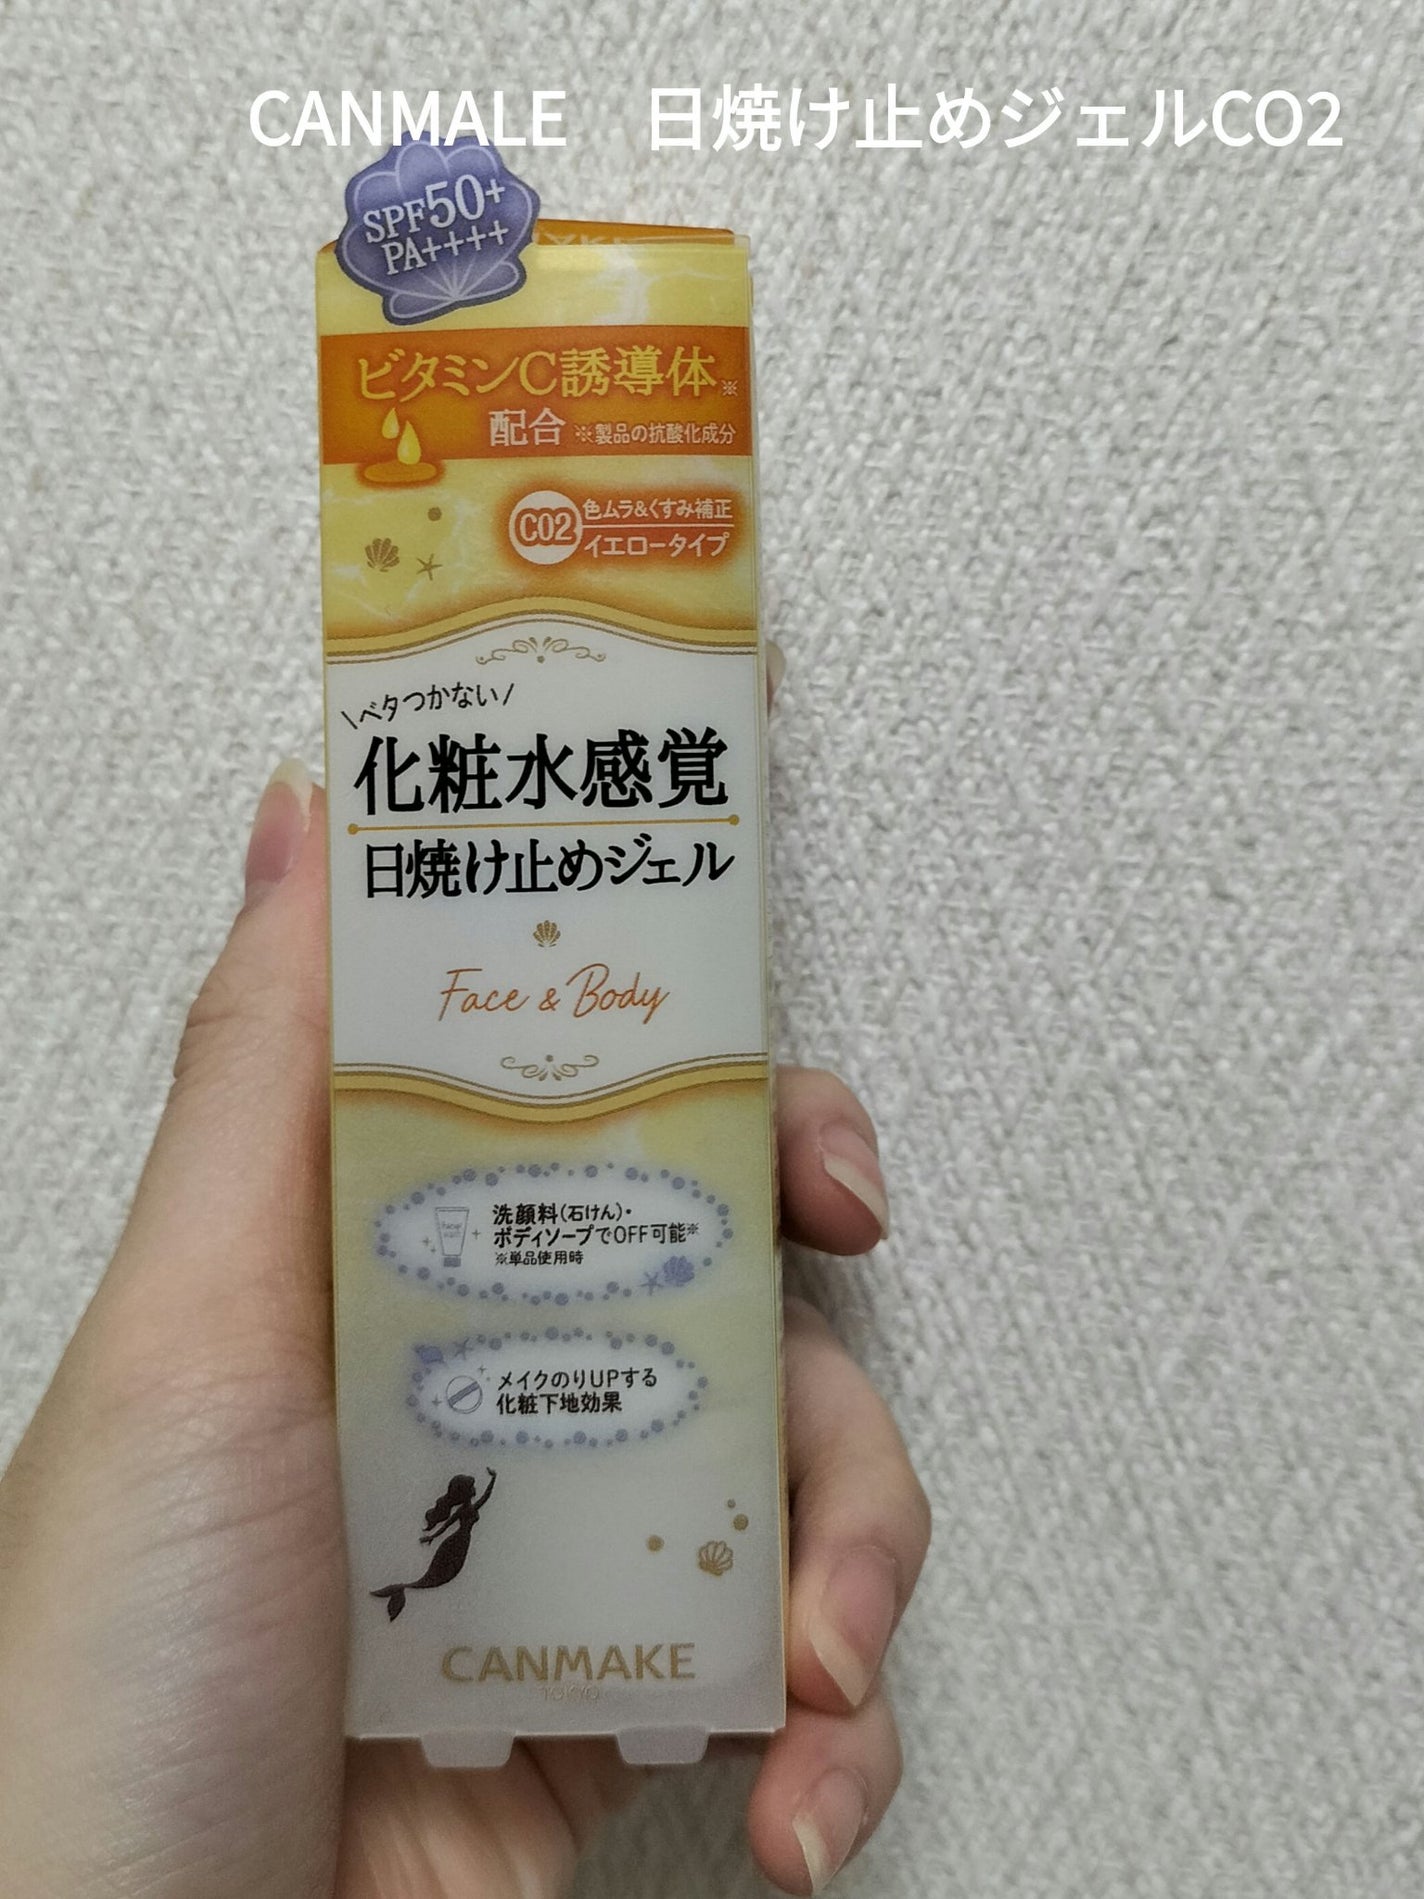 CANMALE　日焼け止めジェルCO2
SPF50+
PA++++
ビタミンC誘導体※
配合 ※製品の抗酸化成分
C02 色ムラ&くすみ補正
イエロータイプ
\ベタつかない/
化粧水感覚
日焼け止めジェル
Face & Body
洗顔料(石けん)・
ボディソープでOFF可能※
※単品使用時
メイクのりUPする
化粧下地効果
CANMAKE
TOKYO